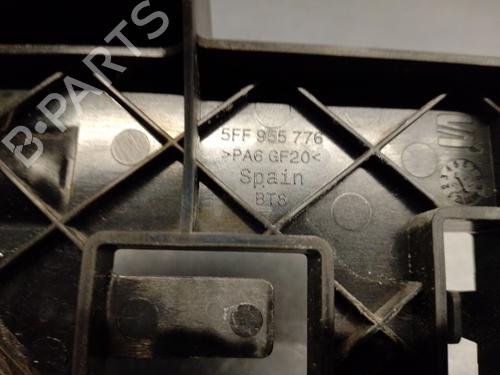 B-PARTS
5FF 955 776
>PA6 GF20<
Spain
BT8